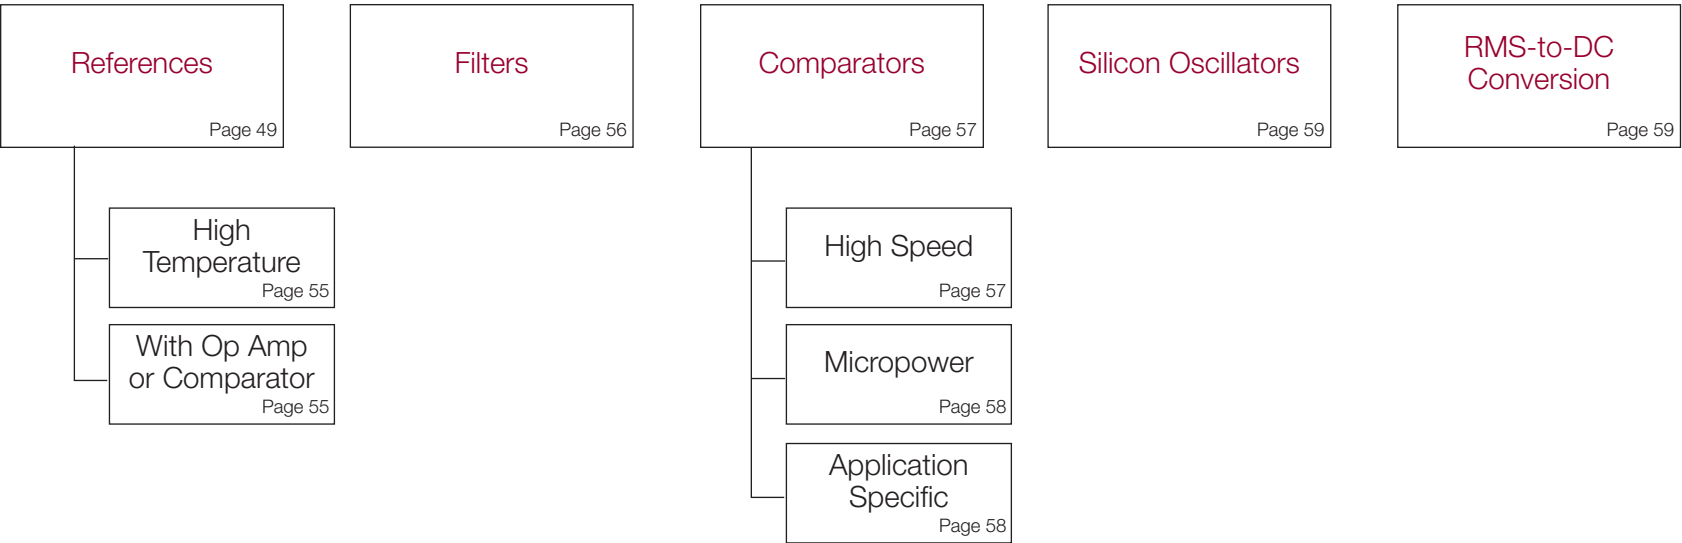 References
Page 49
Filters
Page 56
Comparators
Page 57
Silicon Oscillators
Page 59
RMS-to-DC
Conversion
Page 59
High
Temperature
Page 55
With Op Amp
or Comparator
Page 55
High Speed
Page 57
Micropower
Page 58
Application
Specific
Page 58